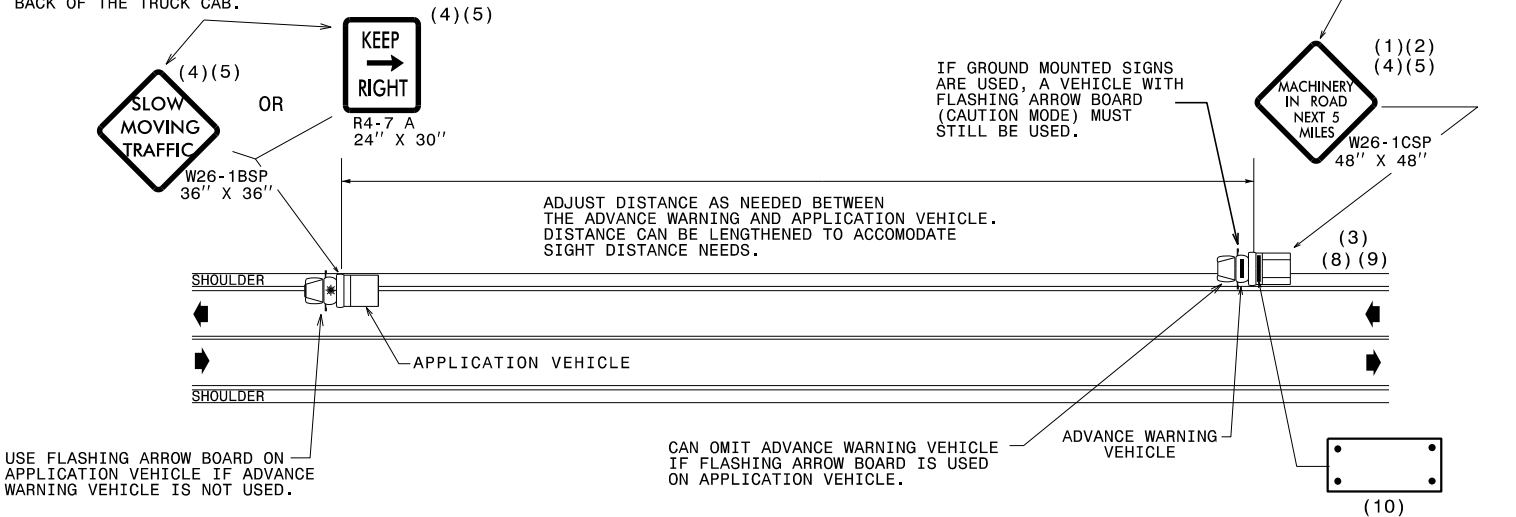 BACK OF THE TRUCK CAB.
(4)(5)
KEEP
RIGHT
R4-7 A
24'' X 30''
(4)(5)
SLOW
MOVING
TRAFFIC
OR
W26-1BSP
36'' X 36''
IF GROUND MOUNTED SIGNS
ARE USED, A VEHICLE WITH
FLASHING ARROW BOARD
(CAUTION MODE) MUST
STILL BE USED.
(1)(2)
(4)(5)
MACHINERY
IN ROAD
NEXT 5
MILES
W26-1CSP
48'' X 48''
ADJUST DISTANCE AS NEEDED BETWEEN
THE ADVANCE WARNING AND APPLICATION VEHICLE.
DISTANCE CAN BE LENGTHENED TO ACCOMODATE
SIGHT DISTANCE NEEDS.
(3)
(8)(9)
SHOULDER
APPLICATION VEHICLE
SHOULDER
USE FLASHING ARROW BOARD ON
APPLICATION VEHICLE IF ADVANCE
WARNING VEHICLE IS NOT USED.
CAN OMIT ADVANCE WARNING VEHICLE
IF FLASHING ARROW BOARD IS USED
ON APPLICATION VEHICLE.
ADVANCE WARNING
VEHICLE
(10)